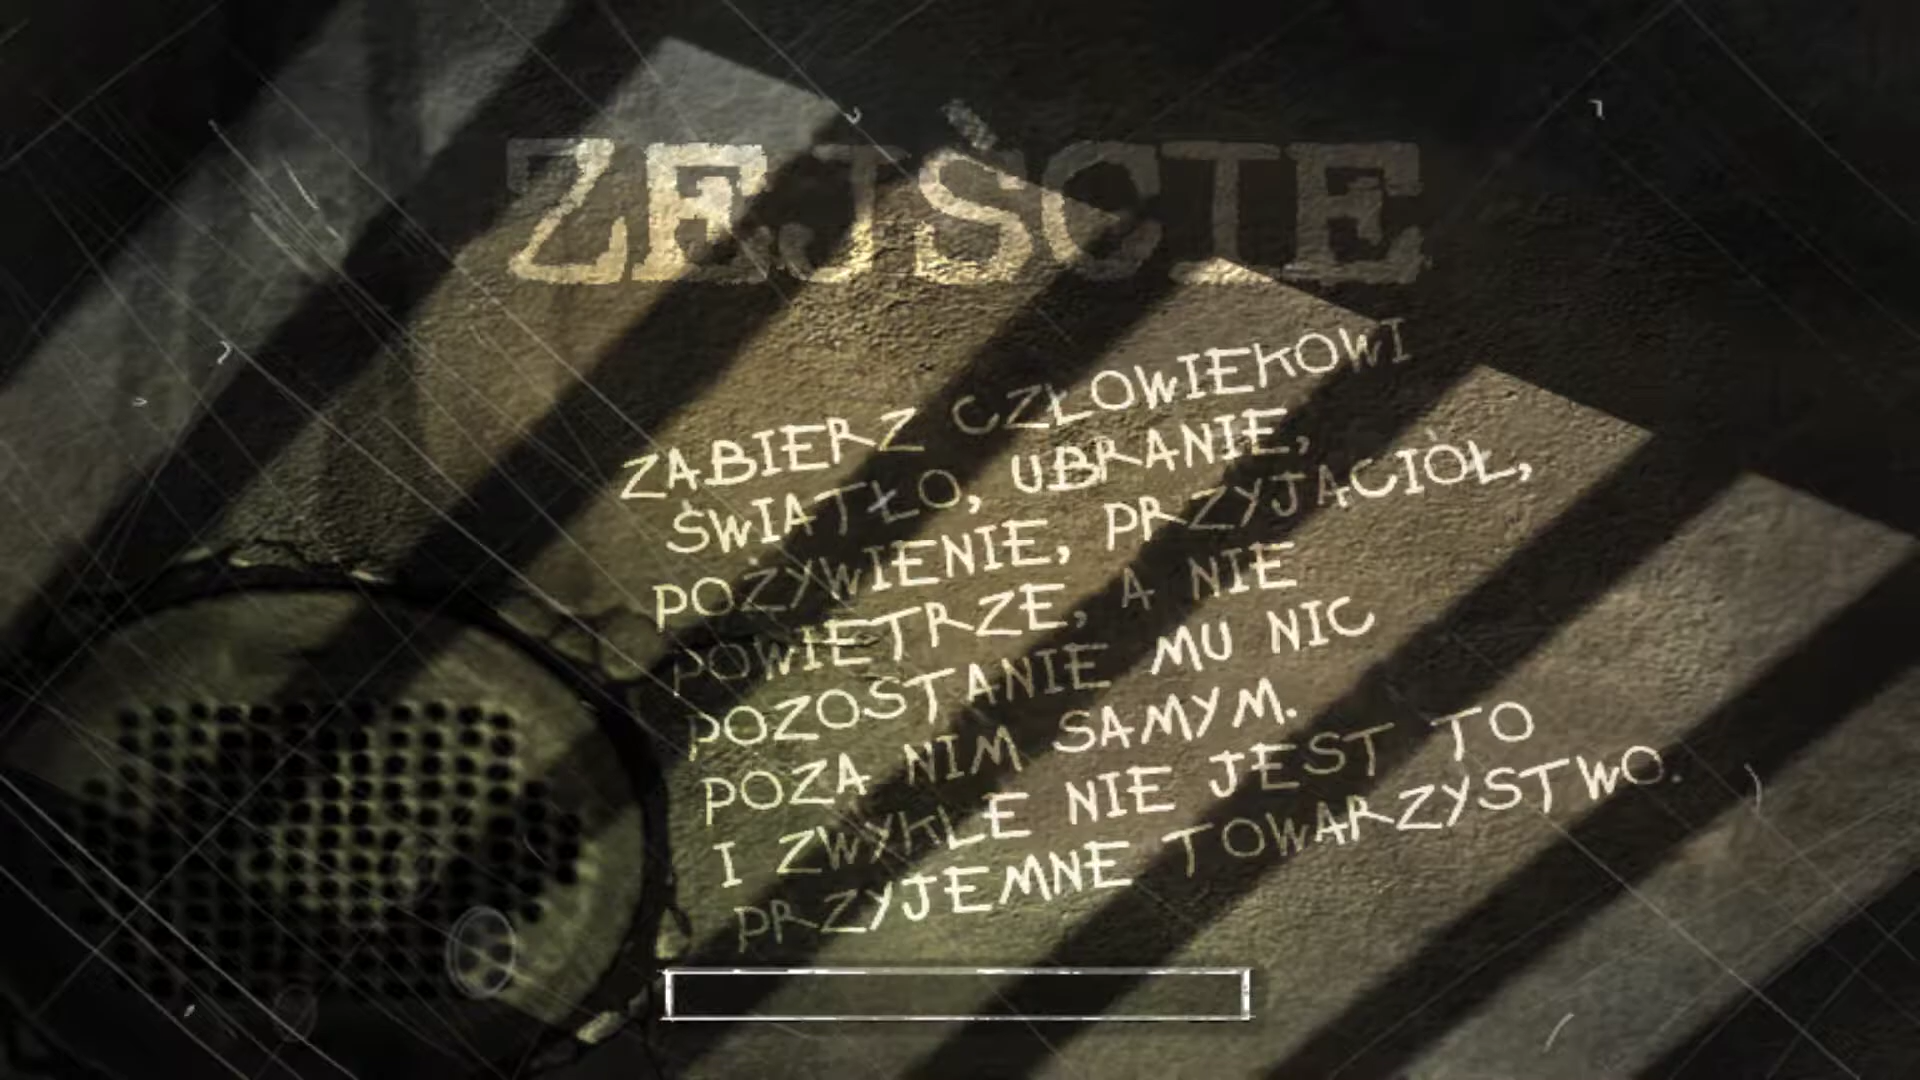 ZEJŚCIE
ZABIERZ CZŁOWIEKOWI
ŚWIATŁO, UBRANIE,
POŻYWIENIE, PRZYJACIÓŁ,
POWIETRZE, A NIE
POZOSTANIE MU NIC
POZA NIM SAMYM.
I ZWYKLE NIE JEST TO
PRZYJEMNE TOWARZYSTWO.